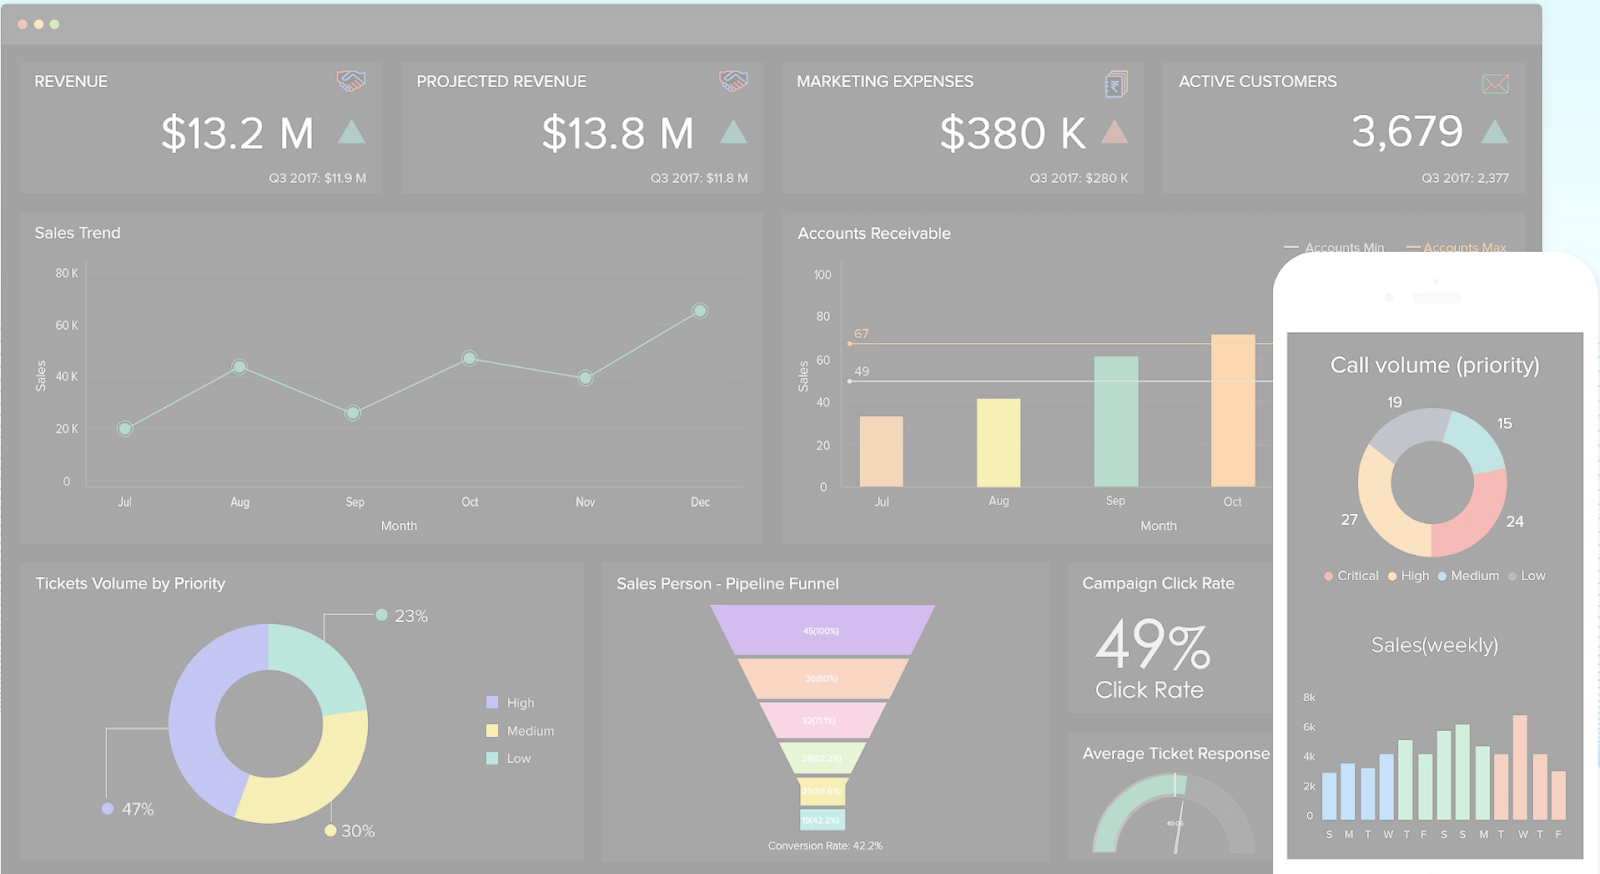 REVENUE
$13.2 M
Q3 2017: $11.9 M
PROJECTED REVENUE
$13.8 M
Q3 2017: $11.8 M
MARKETING EXPENSES
$380 K
Q3 2017: $280 K
ACTIVE CUSTOMERS
3,679
Q3 2017: 2,377
Sales Trend
80 K
60 K
40 K
20 K
0
Sales
Jul Aug Sep Oct Nov Dec
Month
Accounts Receivable
Accounts Min Accounts Max
100
80
60
40
20
0
Sales
67
49
Jul Aug Sep Oct
Month
Tickets Volume by Priority
23%
47%
30%
High
Medium
Low
Sales Person - Pipeline Funnel
45(100%)
36(80%)
32(71.1%)
28(62.2%)
25(55.6%)
19(42.2%)
Conversion Rate: 42.2%
Campaign Click Rate
49%
Click Rate
Average Ticket Response
Call volume (priority)
19
15
27
24
Critical High Medium Low
Sales(weekly)
8k
6k
4k
2k
0
S M T W T F S S M T W T F